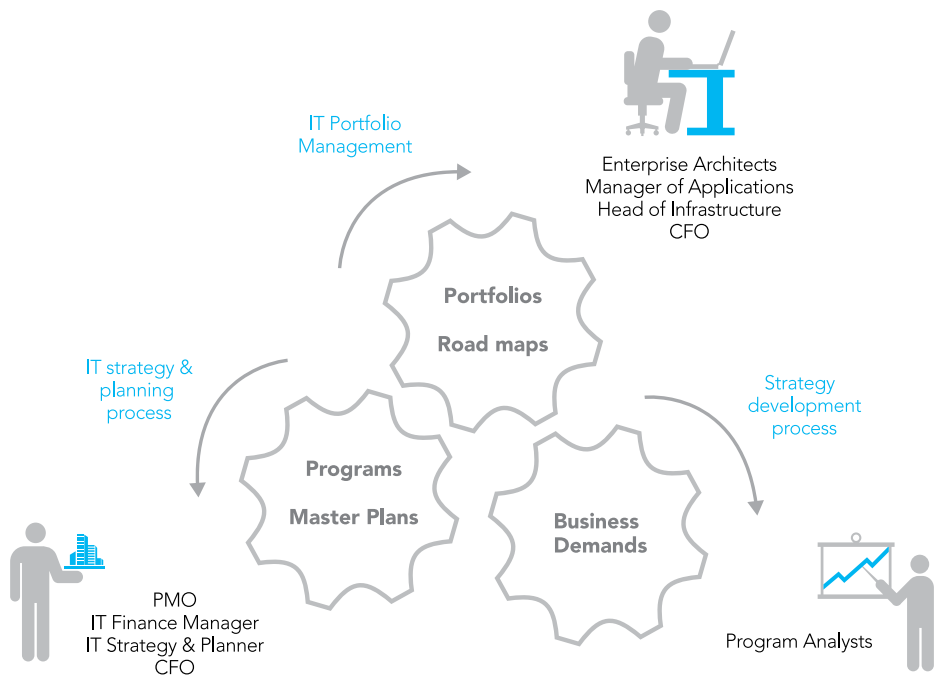 IT Portfolio
Management
Enterprise Architects
Manager of Applications
Head of Infrastructure
CFO
Portfolios
Road maps
IT strategy &
planning
process
Strategy
development
process
Programs
Master Plans
Business
Demands
PMO
IT Finance Manager
IT Strategy & Planner
CFO
Program Analysts